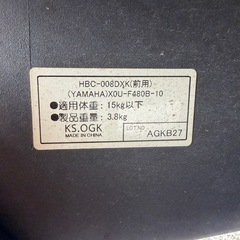 HBC-008DXK(前用)
(YAMAHA)X0U-F480B-10
●適用体重：15kg以下
●製品重量：3.8kg
KS.OGK
MADE IN CHINA
LOT NO
AGKB27